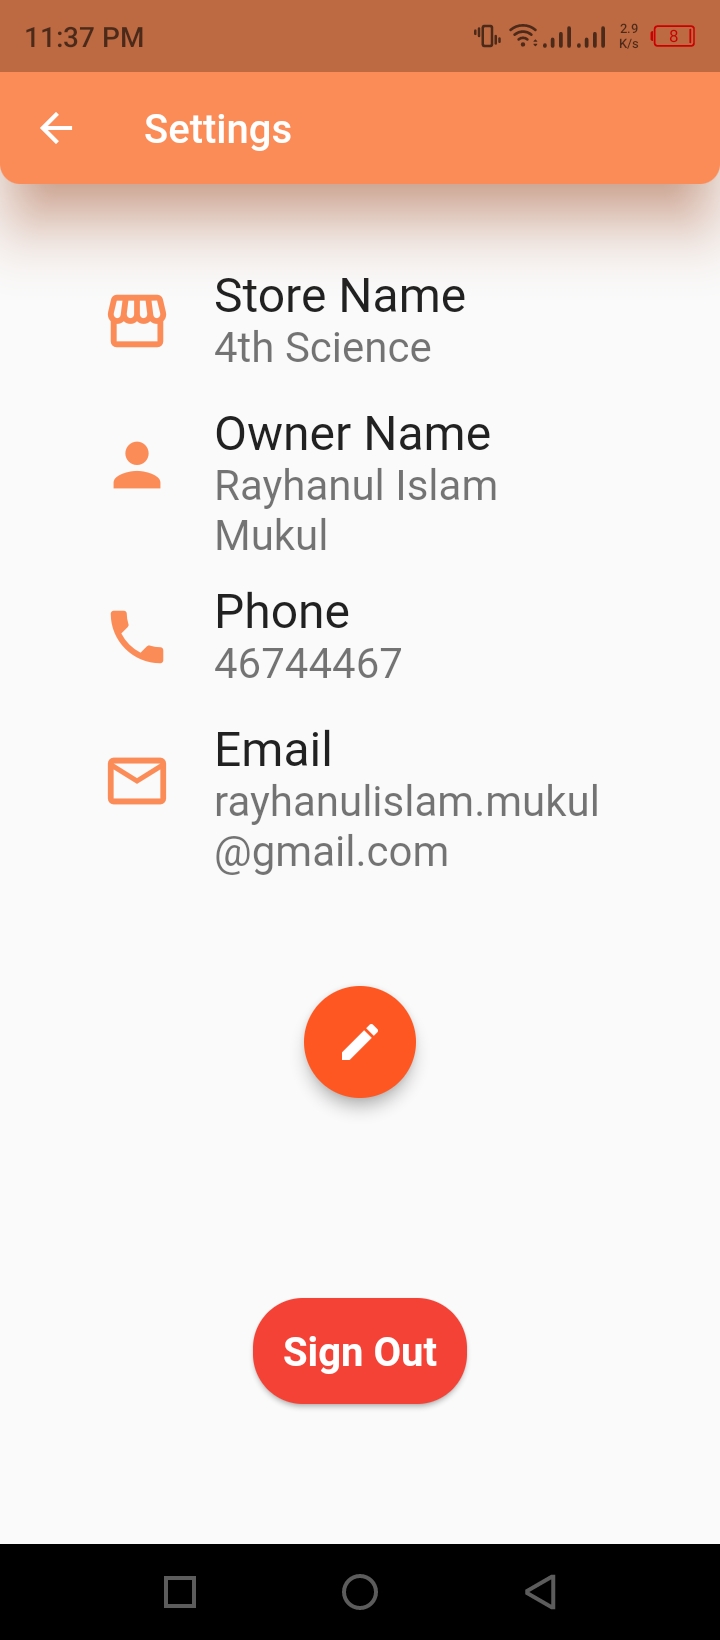 11:37 PM
2.9
K/s
8
Settings
Store Name
4th Science
Owner Name
Rayhanul Islam
Mukul
Phone
46744467
Email
rayhanulislam.mukul
@gmail.com
Sign Out